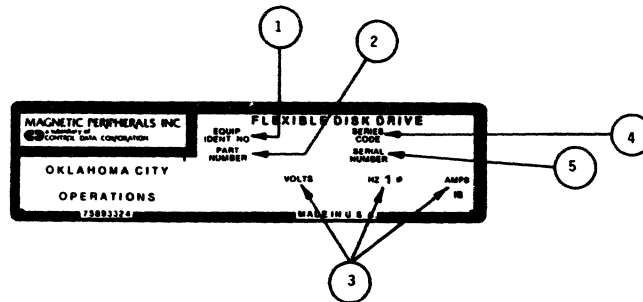 1
2
MAGNETIC PERIPHERALS INC
a subsidiary of
CONTROL DATA CORPORATION
FLEXIBLE DISK DRIVE
EQUIP
IDENT NO
SERIES
CODE
4
PART
NUMBER
SERIAL
NUMBER
5
OKLAHOMA CITY
OPERATIONS
VOLTS
HZ 1 ø
AMPS
75893324
MADE IN U S
3